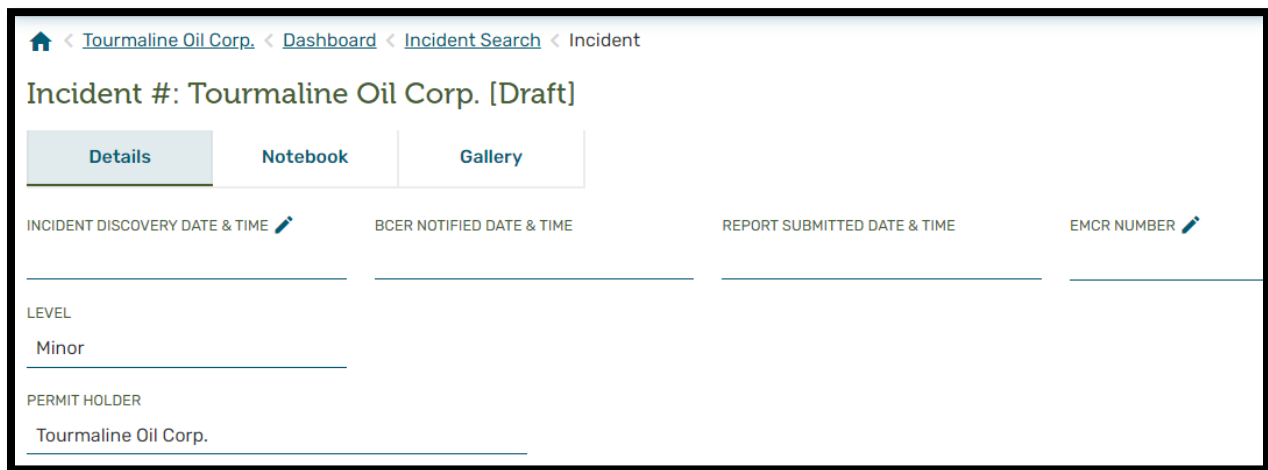 < Tourmaline Oil Corp. < Dashboard < Incident Search < Incident
Incident #: Tourmaline Oil Corp. [Draft]
Details Notebook Gallery
INCIDENT DISCOVERY DATE & TIME BCER NOTIFIED DATE & TIME REPORT SUBMITTED DATE & TIME EMCR NUMBER
LEVEL
Minor
PERMIT HOLDER
Tourmaline Oil Corp.